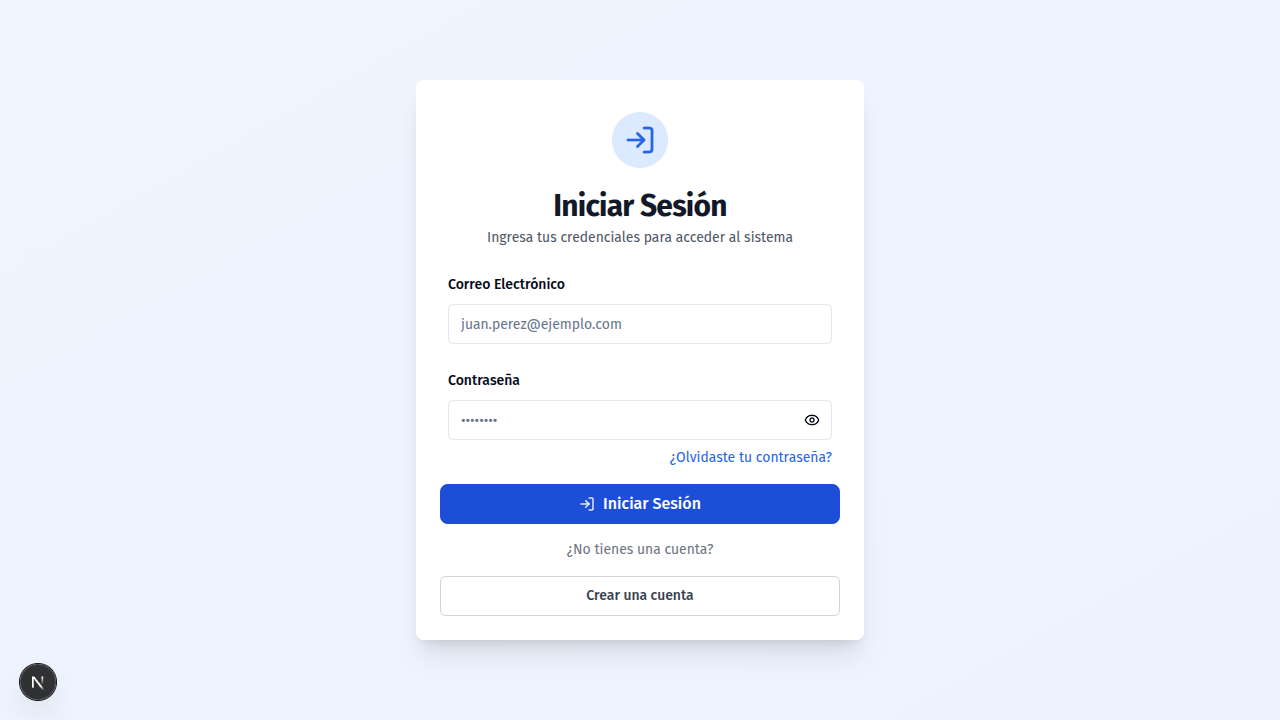 Iniciar Sesión
Ingresa tus credenciales para acceder al sistema
Correo Electrónico
juan.perez@ejemplo.com
Contraseña
••••••••
¿Olvidaste tu contraseña?
Iniciar Sesión
¿No tienes una cuenta?
Crear una cuenta
N